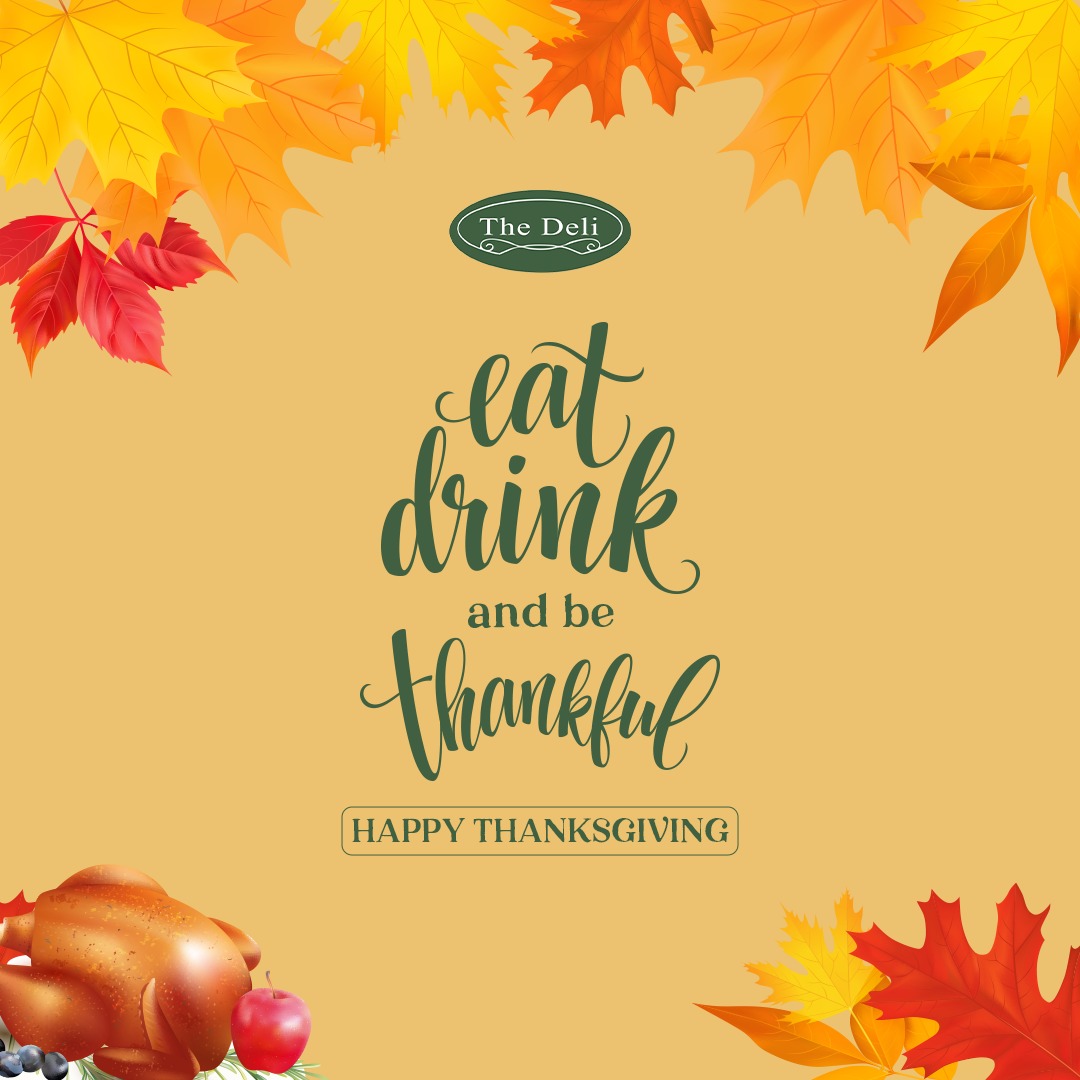 The Deli
eat
drink
and be
thankful
HAPPY THANKSGIVING